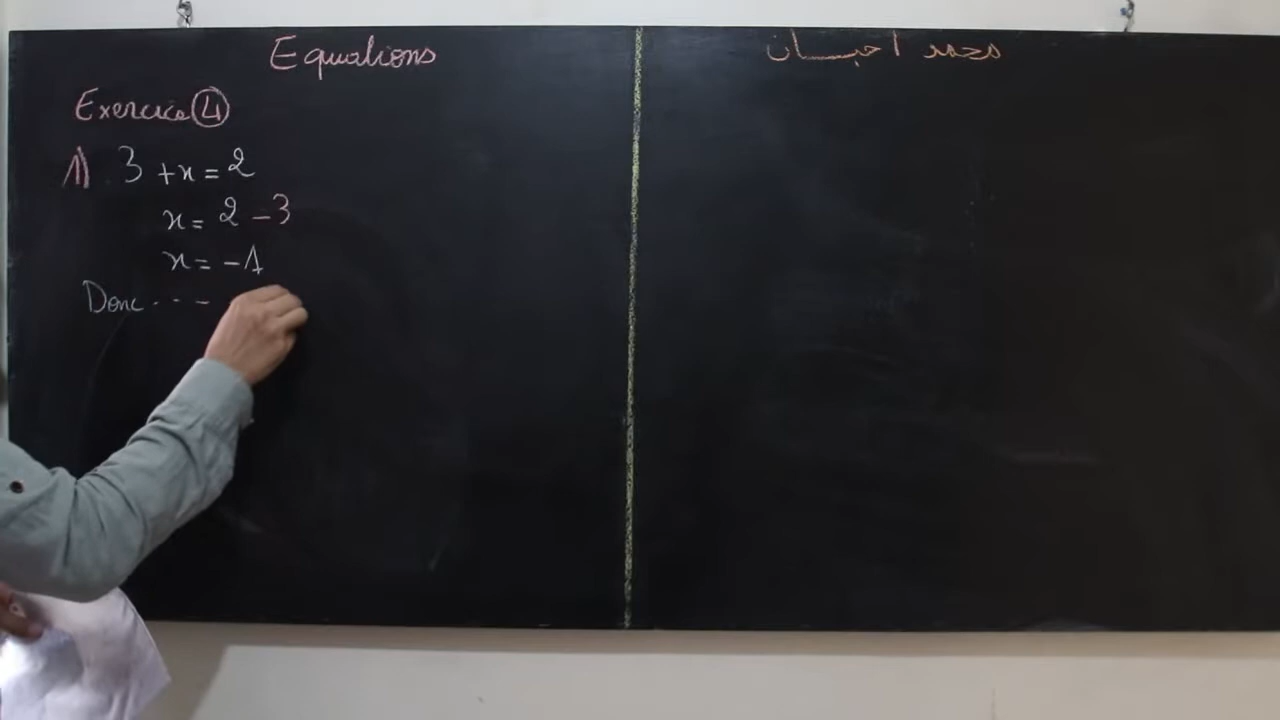 Equations
محمد احسان
Exercice 4
1) 3 + x = 2
x = 2 - 3
x = -1
Donc . - -